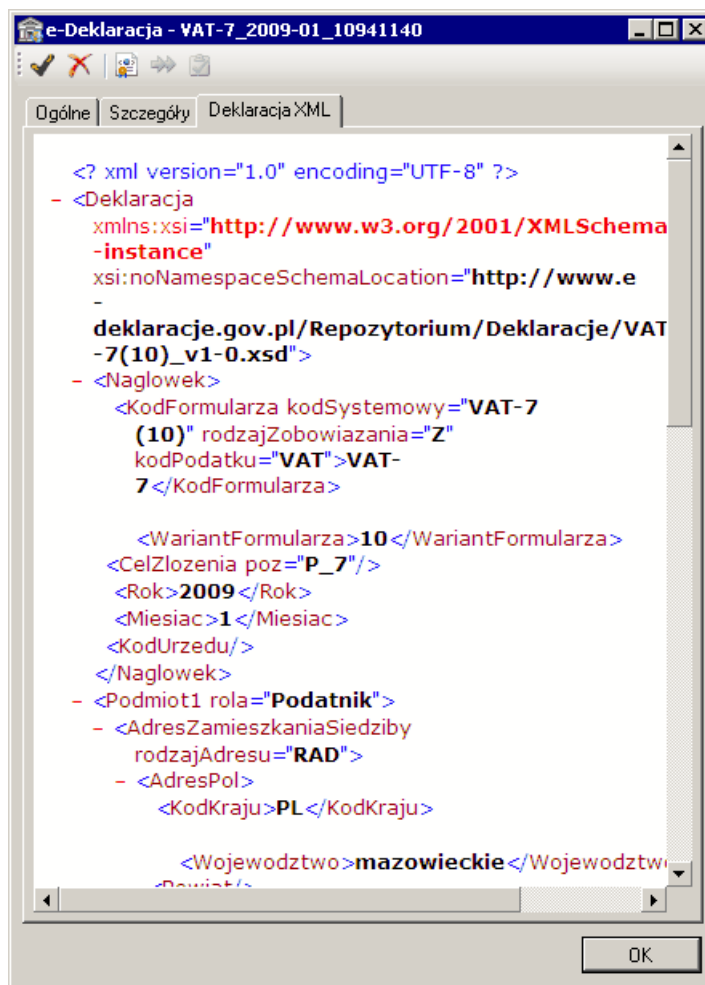 e-Deklaracja - VAT-7_2009-01_10941140
Ogólne Szczegóły Deklaracja XML
<? xml version="1.0" encoding="UTF-8" ?>
- <Deklaracja
xmlns:xsi="http://www.w3.org/2001/XMLSchema
-instance"
xsi:noNamespaceSchemaLocation="http://www.e
-
deklaracje.gov.pl/Repozytorium/Deklaracje/VAT
-7(10)_v1-0.xsd">
- <Naglowek>
<KodFormularza kodSystemowy="VAT-7
(10)" rodzajZobowiazania="Z"
kodPodatku="VAT">VAT-
7</KodFormularza>
<WariantFormularza>10</WariantFormularza>
<CelZlozenia poz="P_7"/>
<Rok>2009</Rok>
<Miesiac>1</Miesiac>
<KodUrzedu/>
</Naglowek>
- <Podmiot1 rola="Podatnik">
- <AdresZamieszkaniaSiedziby
rodzajAdresu="RAD">
- <AdresPol>
<KodKraju>PL</KodKraju>
<Wojewodztwo>mazowieckie</Wojewodztw
<Powiat/>
OK